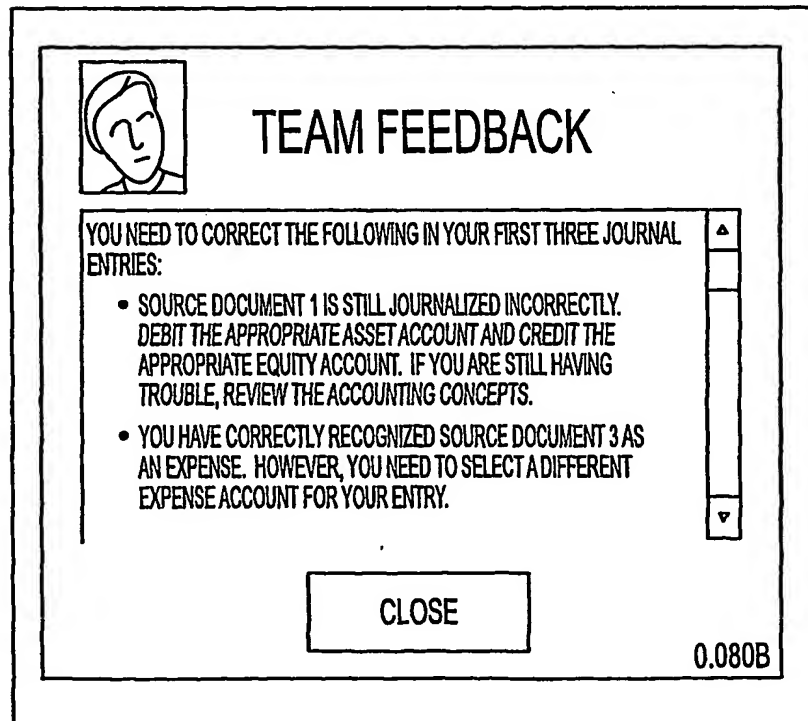 TEAM FEEDBACK
YOU NEED TO CORRECT THE FOLLOWING IN YOUR FIRST THREE JOURNAL
ENTRIES:
• SOURCE DOCUMENT 1 IS STILL JOURNALIZED INCORRECTLY.
DEBIT THE APPROPRIATE ASSET ACCOUNT AND CREDIT THE
APPROPRIATE EQUITY ACCOUNT. IF YOU ARE STILL HAVING
TROUBLE, REVIEW THE ACCOUNTING CONCEPTS.
• YOU HAVE CORRECTLY RECOGNIZED SOURCE DOCUMENT 3 AS
AN EXPENSE. HOWEVER, YOU NEED TO SELECT A DIFFERENT
EXPENSE ACCOUNT FOR YOUR ENTRY.
CLOSE
0.080B